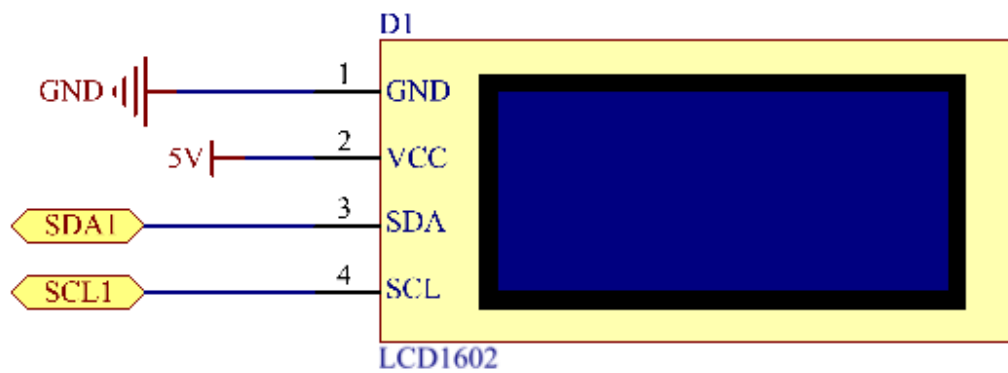 D1
GND 1 GND
5V 2 VCC
SDA1 3 SDA
SCL1 4 SCL
LCD1602